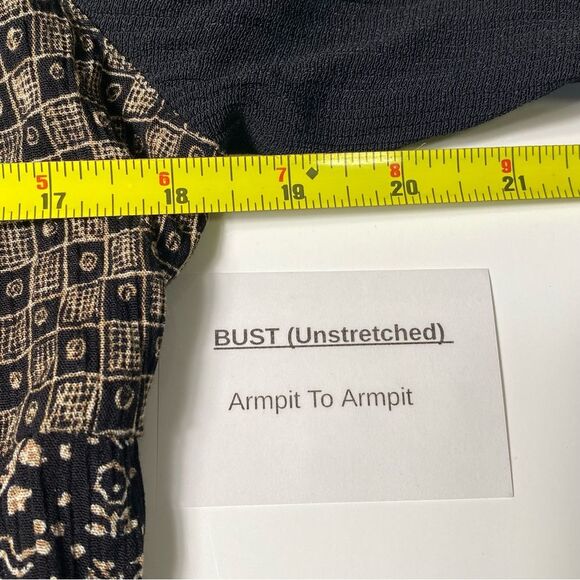 5 6 7 8 9
17 18 19 20 21
BUST (Unstretched)
Armpit To Armpit